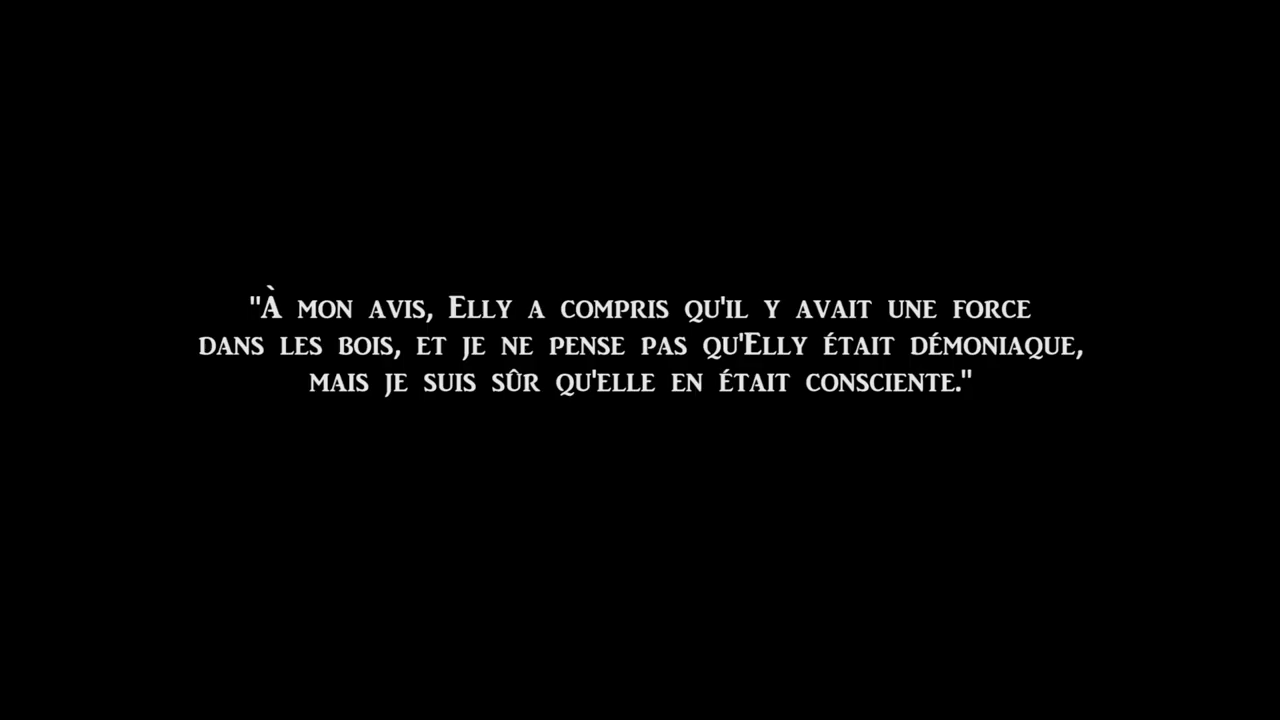 "À mon avis, Elly a compris qu'il y avait une force
dans les bois, et je ne pense pas qu'Elly était démoniaque,
mais je suis sûr qu'elle en était consciente."